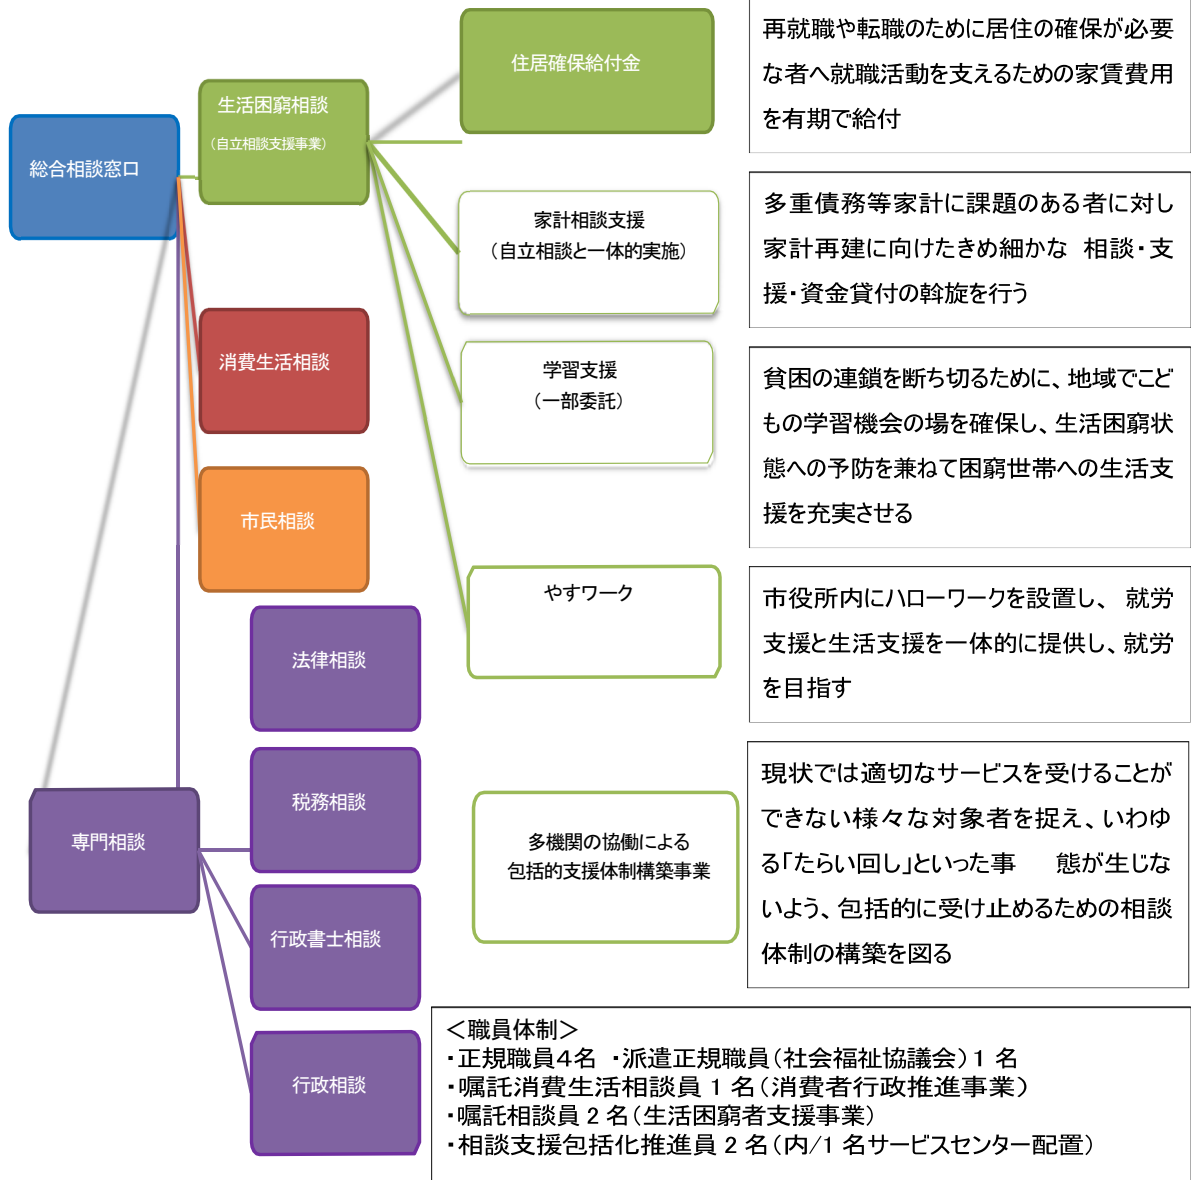 総合相談窓口
生活困窮相談
（自立相談支援事業）
消費生活相談
市民相談
専門相談
法律相談
税務相談
行政書士相談
行政相談
住居確保給付金
再就職や転職のために居住の確保が必要
な者へ就職活動を支えるための家賃費用
を有期で給付
家計相談支援
（自立相談と一体的実施）
多重債務等家計に課題のある者に対し
家計再建に向けたきめ細かな 相談・支
援・資金貸付の斡旋を行う
学習支援
（一部委託）
貧困の連鎖を断ち切るために、地域でこど
もの学習機会の場を確保し、生活困窮状
態への予防を兼ねて困窮世帯への生活支
援を充実させる
やすワーク
市役所内にハローワークを設置し、 就労
支援と生活支援を一体的に提供し、就労
を目指す
多機関の協働による
包括的支援体制構築事業
現状では適切なサービスを受けることが
できない様々な対象者を捉え、いわゆ
る「たらい回し」といった事 態が生じな
いよう、包括的に受け止めるための相談
体制の構築を図る
＜職員体制＞
・正規職員４名 ・派遣正規職員（社会福祉協議会）１名
・嘱託消費生活相談員 1 名（消費者行政推進事業）
・嘱託相談員 2 名（生活困窮者支援事業）
・相談支援包括化推進員 2 名（内/1 名サービスセンター配置）